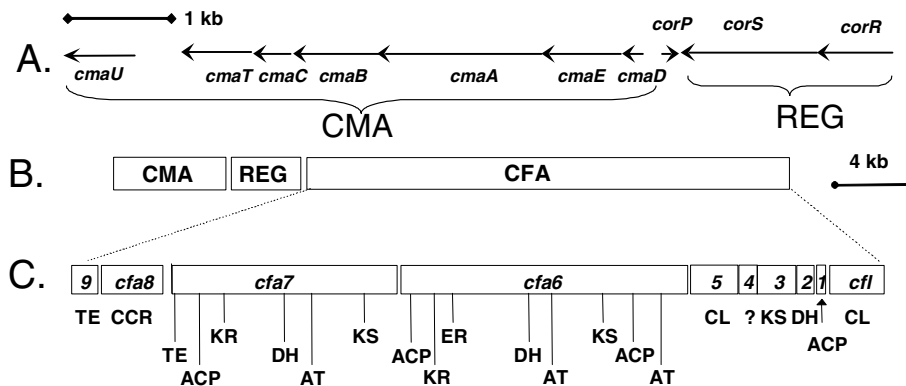 1 kb
corP corS corR
A.
cmaU cmaT cmaC cmaB cmaA cmaE cmaD
CMA REG
B. CMA REG CFA 4 kb
C. 9 cfa8 cfa7 cfa6 5 4 3 2 1 cfl
TE CCR CL ? KS DH CL
KR KR ER KS
TE DH KS ACP DH ACP ACP
ACP AT KR AT AT